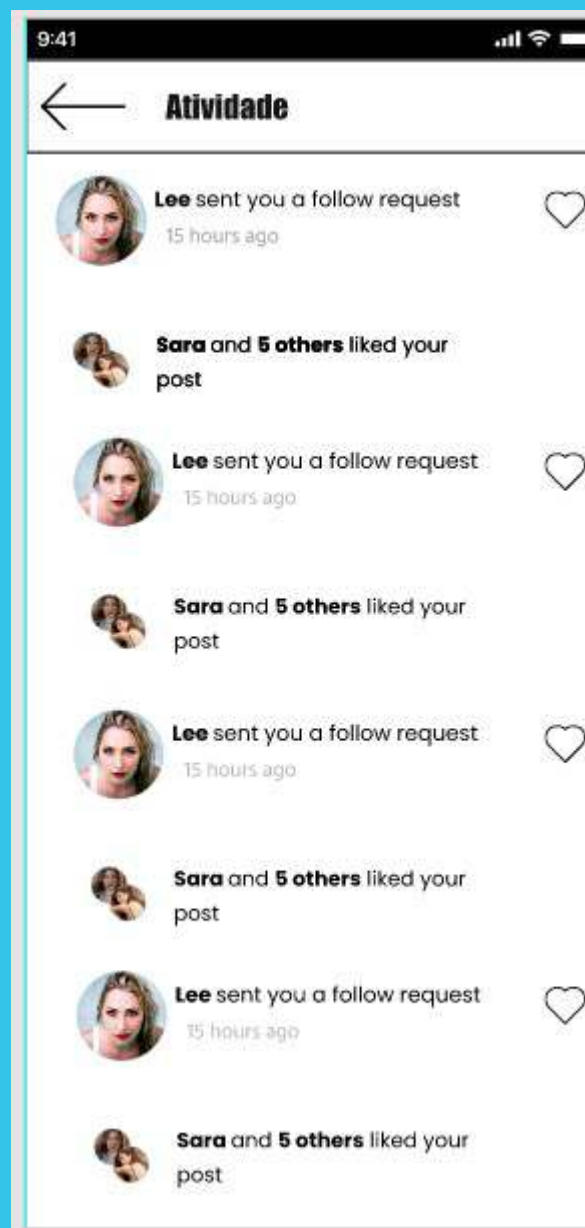 9:41
Atividade
Lee sent you a follow request
15 hours ago
Sara and 5 others liked your
post
Lee sent you a follow request
15 hours ago
Sara and 5 others liked your
post
Lee sent you a follow request
15 hours ago
Sara and 5 others liked your
post
Lee sent you a follow request
15 hours ago
Sara and 5 others liked your
post